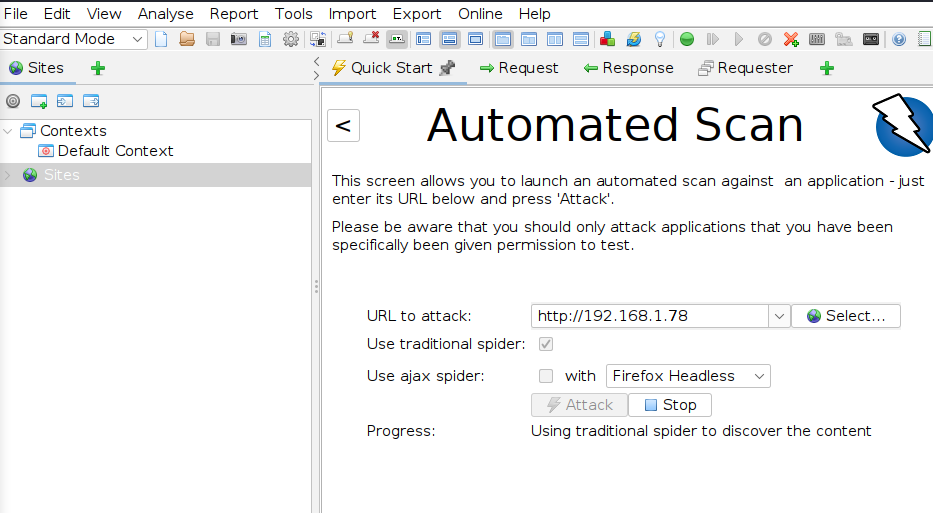 File Edit View Analyse Report Tools Import Export Online Help
Standard Mode
Sites
Quick Start Request Response Requester
Contexts
Default Context
Sites
<
Automated Scan
This screen allows you to launch an automated scan against  an application - just
enter its URL below and press 'Attack'.
Please be aware that you should only attack applications that you have been
specifically been given permission to test.
URL to attack: http://192.168.1.78 Select...
Use traditional spider:
Use ajax spider: with Firefox Headless
Attack Stop
Progress: Using traditional spider to discover the content